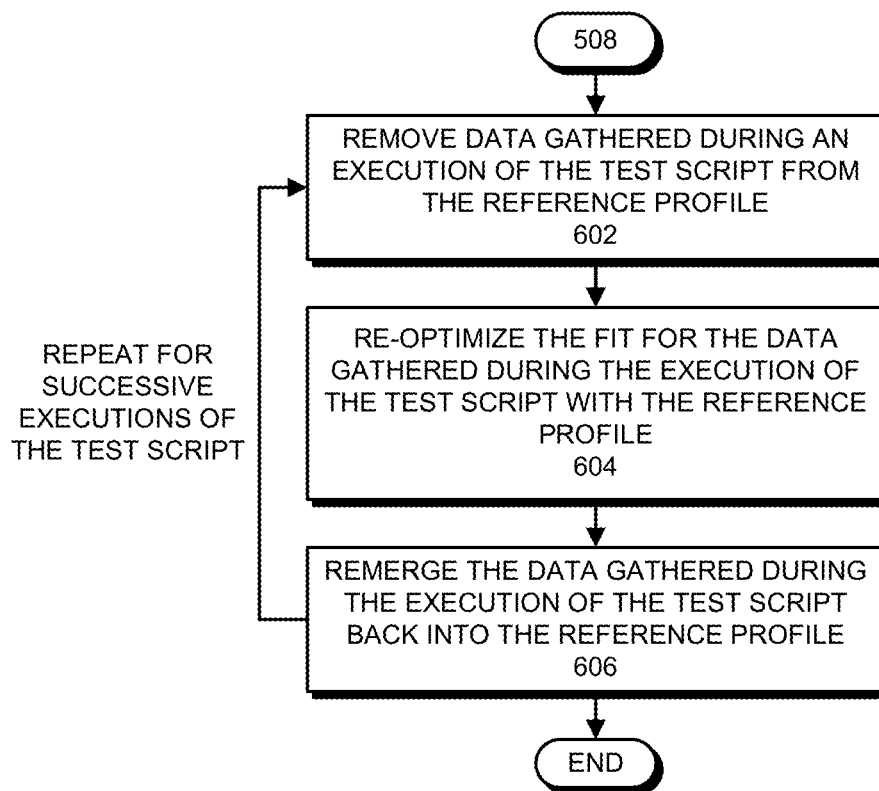 508
REMOVE DATA GATHERED DURING AN
EXECUTION OF THE TEST SCRIPT FROM
THE REFERENCE PROFILE
602
RE-OPTIMIZE THE FIT FOR THE DATA
GATHERED DURING THE EXECUTION OF
THE TEST SCRIPT WITH THE REFERENCE
PROFILE
604
REPEAT FOR
SUCCESSIVE
EXECUTIONS OF
THE TEST SCRIPT
REMERGE THE DATA GATHERED DURING
THE EXECUTION OF THE TEST SCRIPT
BACK INTO THE REFERENCE PROFILE
606
END